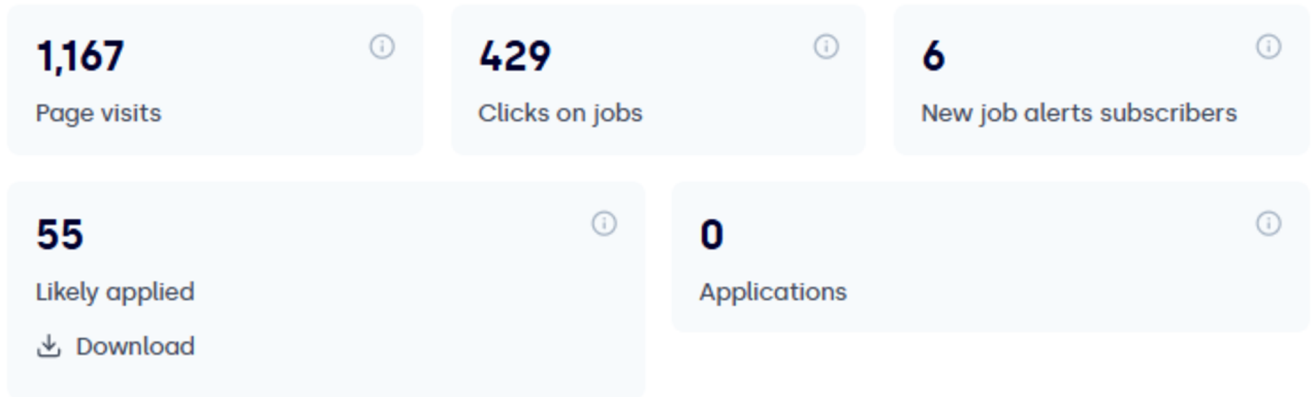 1,167
Page visits
429
Clicks on jobs
6
New job alerts subscribers
55
Likely applied
Download
0
Applications